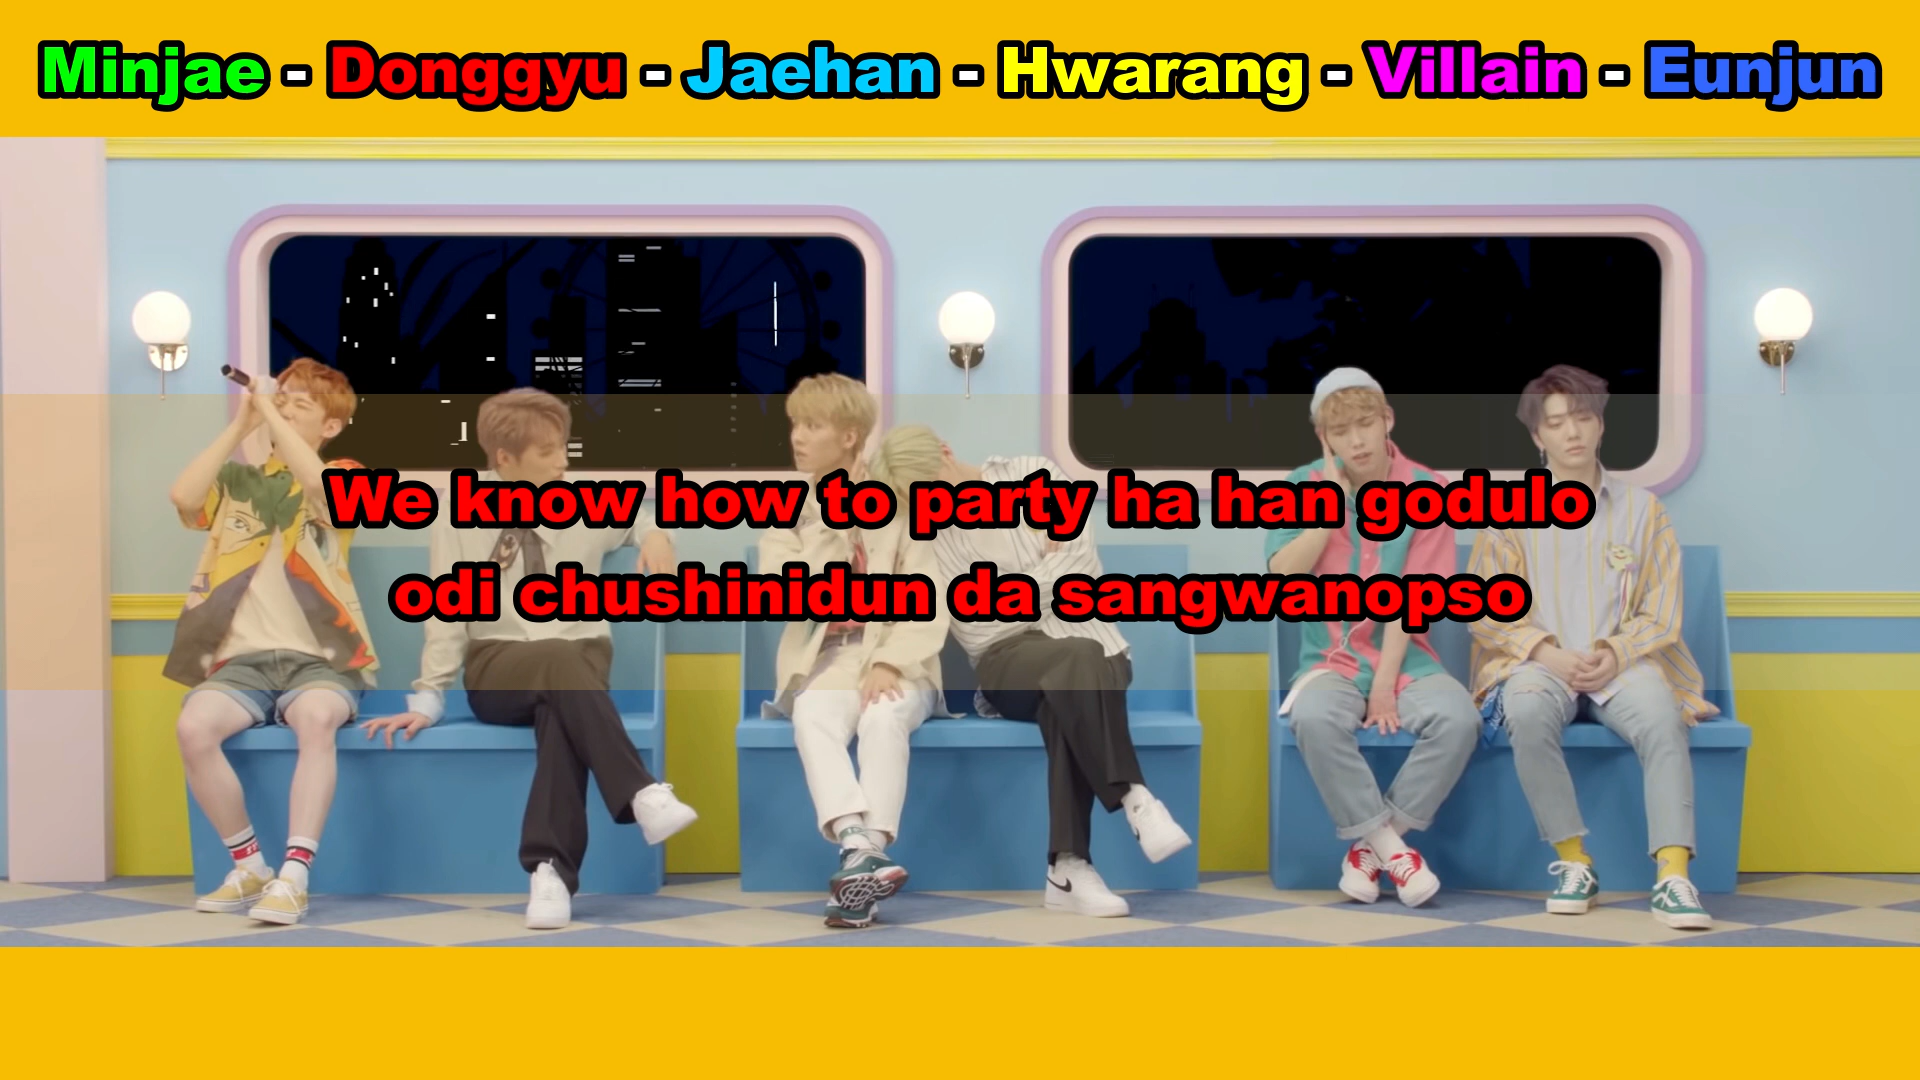 Minjae - Donggyu - Jaehan - Hwarang - Villain - Eunjun
We know how to party ha han godulo
odi chushinidun da sangwanopso